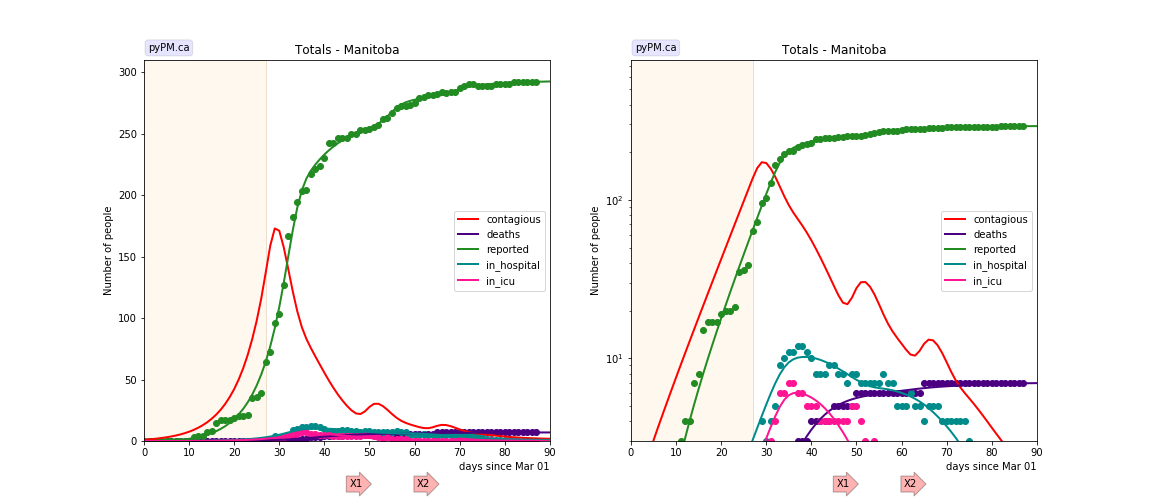 pyPM.ca
Totals - Manitoba
Number of people
300
250
200
150
100
50
0
contagious
deaths
reported
in_hospital
in_icu
0 10 20 30 40 50 60 70 80 90
days since Mar 01
X1 X2
pyPM.ca
Totals - Manitoba
Number of people
10²
10¹
contagious
deaths
reported
in_hospital
in_icu
0 10 20 30 40 50 60 70 80 90
days since Mar 01
X1 X2